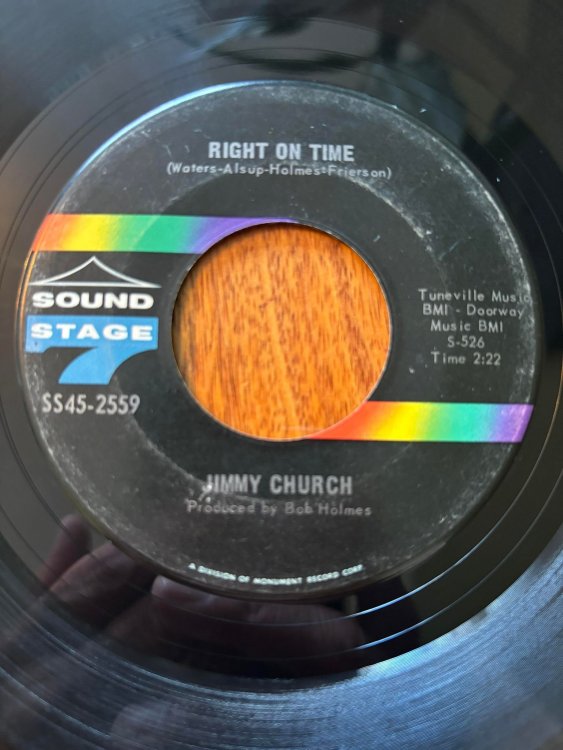 RIGHT ON TIME
(Waters-Alsup-Holmes-Frierson)
SOUND
STAGE
7
SS45-2559
Tuneville Music
BMI - Doorway
Music BMI
S-526
Time 2:22
JIMMY CHURCH
Produced by Bob Holmes
A DIVISION OF MONUMENT RECORD CORP.